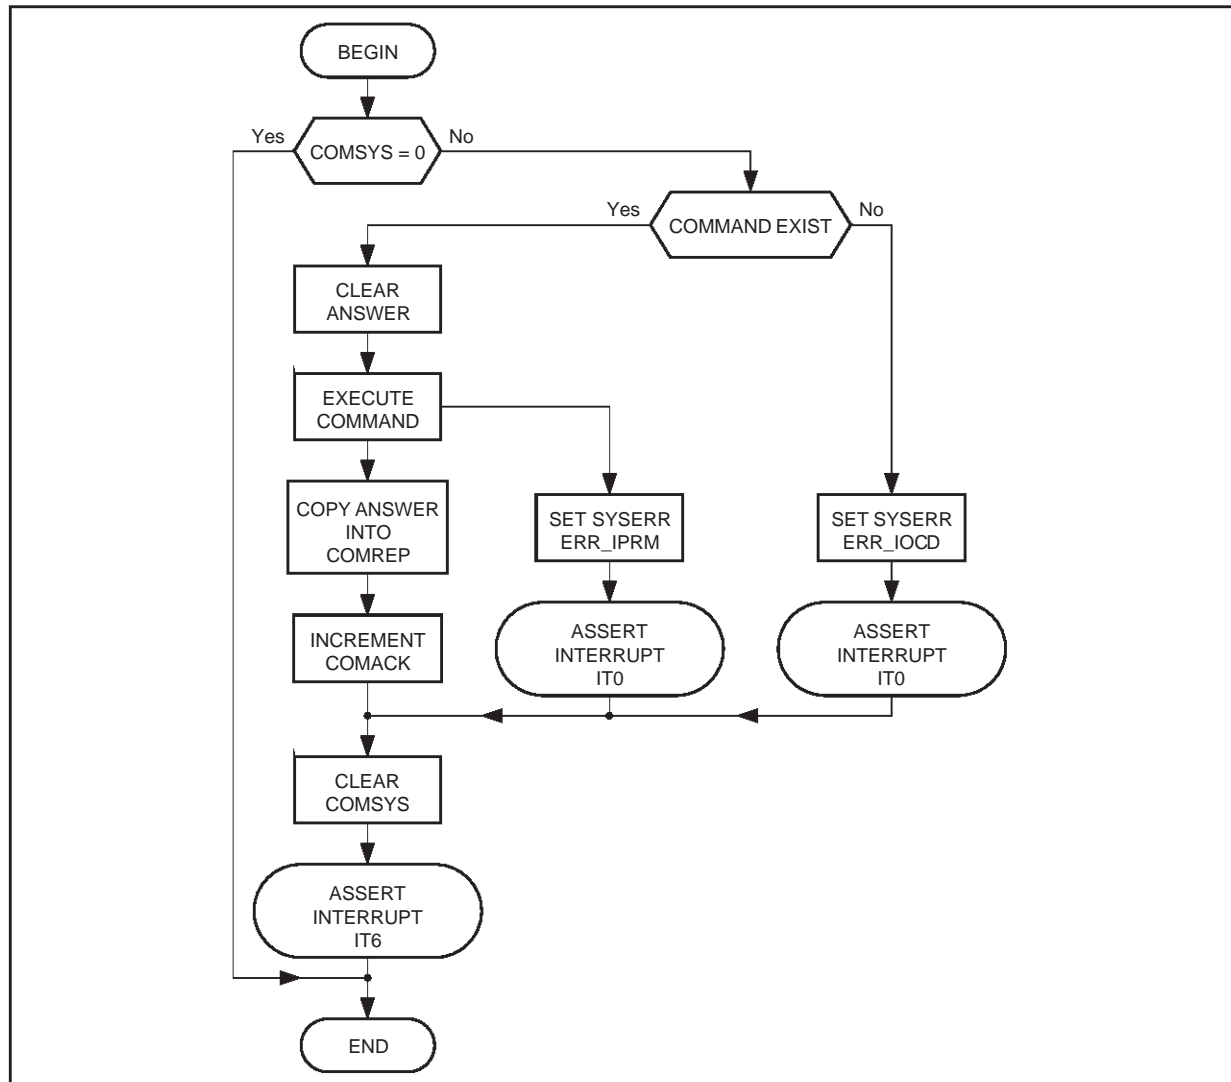 BEGIN
Yes
COMSYS = 0
No
Yes
COMMAND EXIST
No
CLEAR
ANSWER
EXECUTE
COMMAND
COPY ANSWER
INTO
COMREP
SET SYSERR
ERR_IPRM
SET SYSERR
ERR_IOCD
INCREMENT
COMACK
ASSERT
INTERRUPT
IT0
ASSERT
INTERRUPT
IT0
CLEAR
COMSYS
ASSERT
INTERRUPT
IT6
END